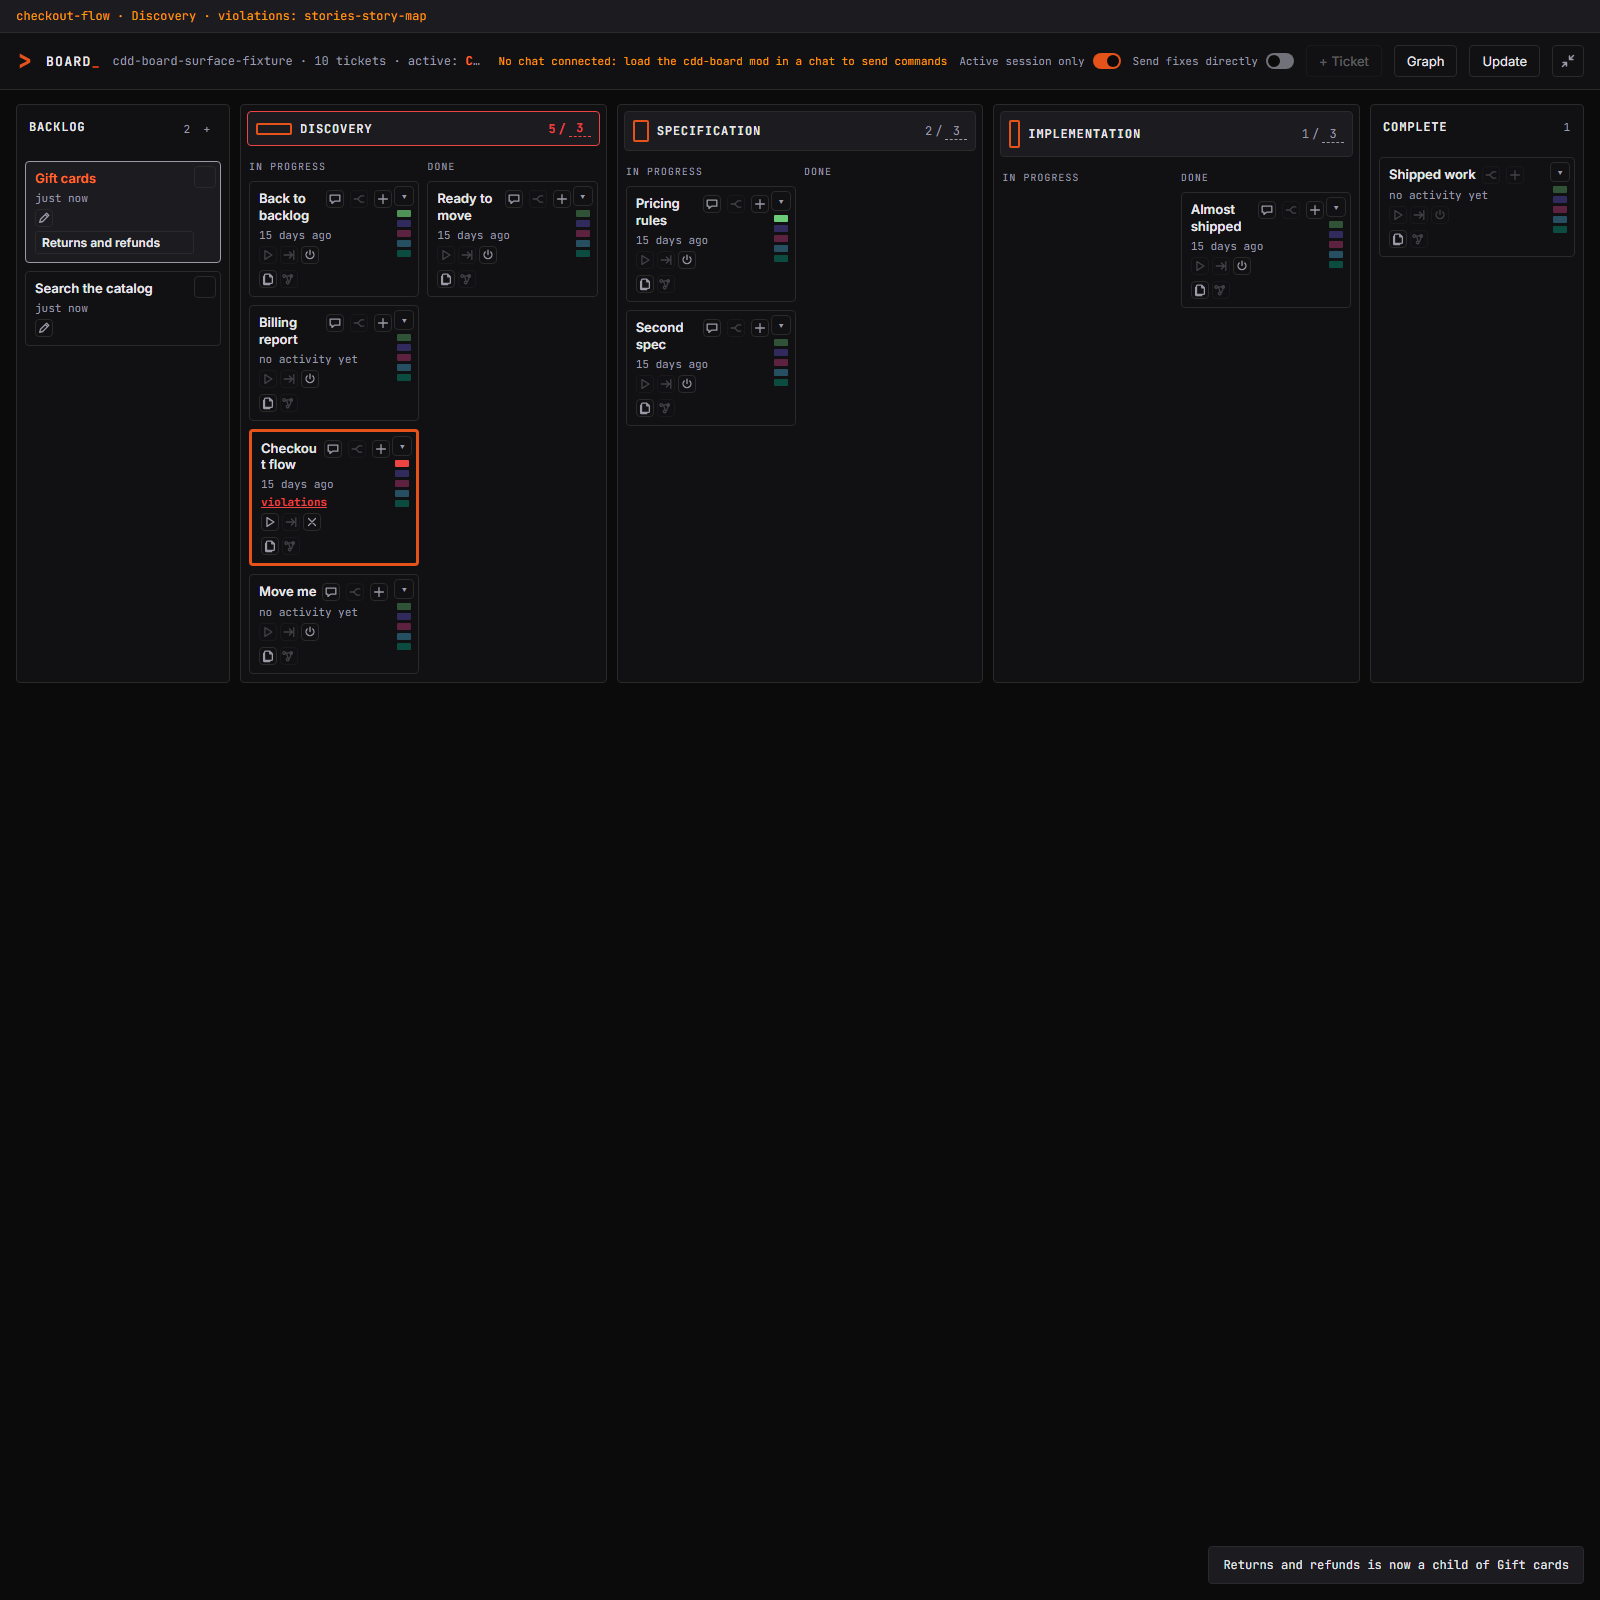 checkout-flow · Discovery · violations: stories-story-map
> BOARD_ cdd-board-surface-fixture · 10 tickets · active: C… No chat connected: load the cdd-board mod in a chat to send commands Active session only Send fixes directly + Ticket Graph Update
BACKLOG 2 +
Gift cards
just now
Returns and refunds
Search the catalog
just now
DISCOVERY 5 / 3
IN PROGRESS
Back to
backlog
15 days ago
Billing
report
no activity yet
Checkou
t flow
15 days ago
violations
Move me
no activity yet
DONE
Ready to
move
15 days ago
SPECIFICATION 2 / 3
IN PROGRESS
Pricing
rules
15 days ago
Second
spec
15 days ago
DONE
IMPLEMENTATION 1 / 3
IN PROGRESS
DONE
Almost
shipped
15 days ago
COMPLETE 1
Shipped work
no activity yet
Returns and refunds is now a child of Gift cards